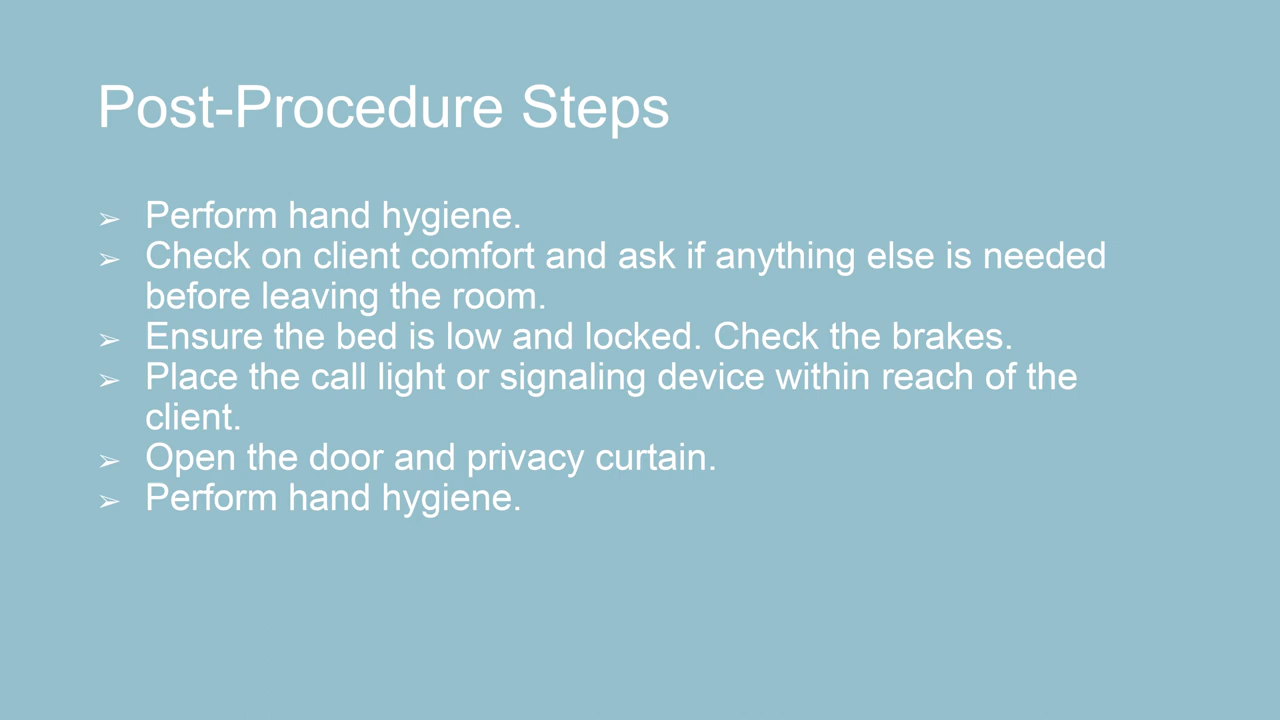 Post-Procedure Steps
➢ Perform hand hygiene.
➢ Check on client comfort and ask if anything else is needed
before leaving the room.
➢ Ensure the bed is low and locked. Check the brakes.
➢ Place the call light or signaling device within reach of the
client.
➢ Open the door and privacy curtain.
➢ Perform hand hygiene.